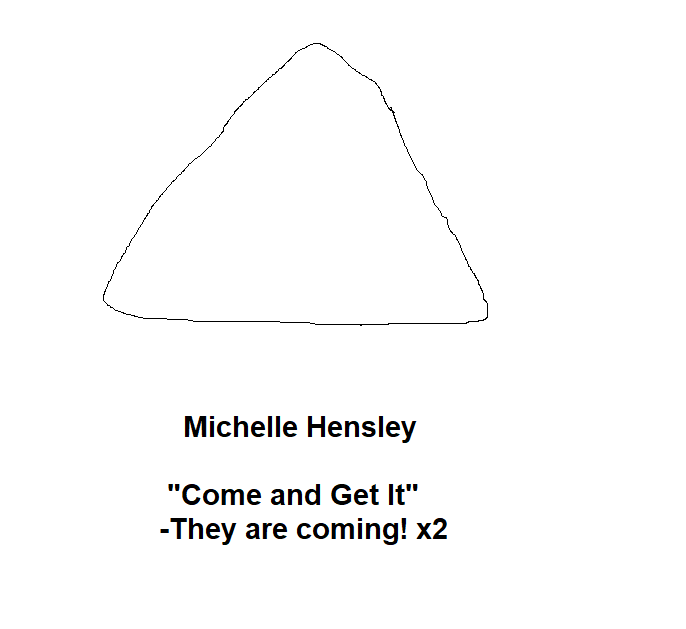 Michelle Hensley
"Come and Get It"
-They are coming! x2